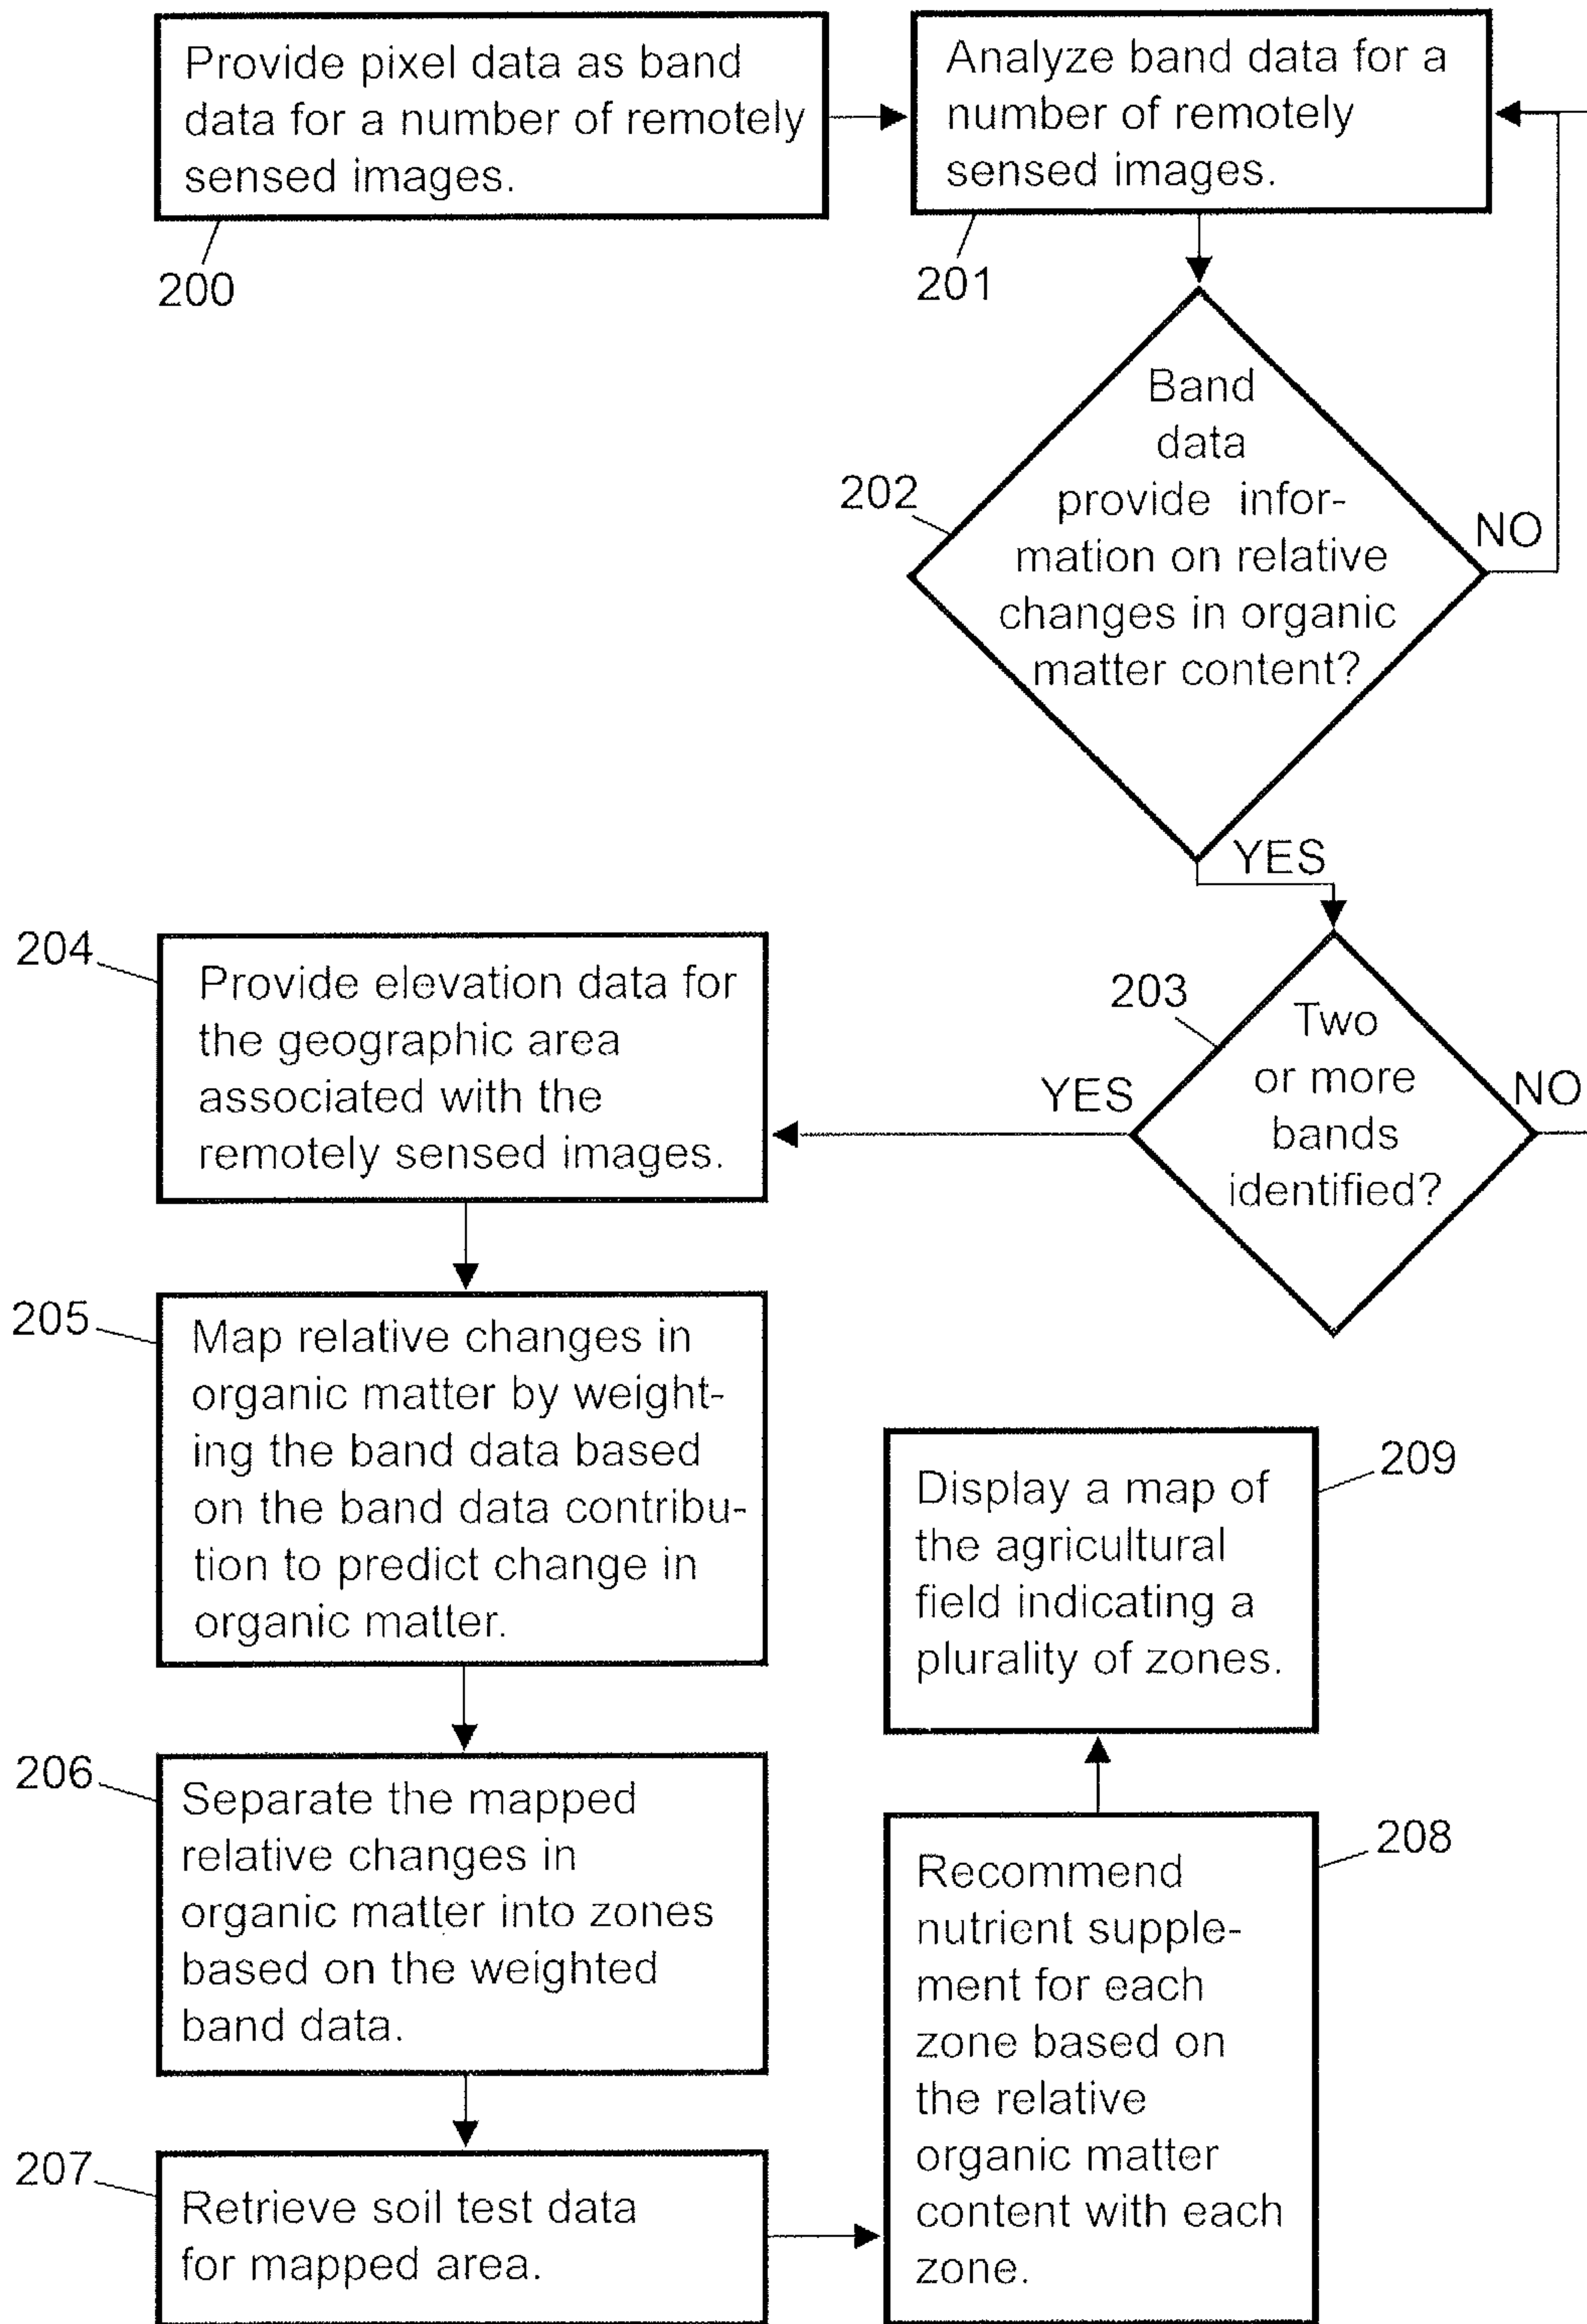 Provide pixel data as band
data for a number of remotely
sensed images.
200
Analyze band data for a
number of remotely
sensed images.
201
Band
data
provide infor-
mation on relative
changes in organic
matter content?
202
NO
YES
203
Two
or more
bands
identified?
NO
YES
204
Provide elevation data for
the geographic area
associated with the
remotely sensed images.
205
Map relative changes in
organic matter by weight-
ing the band data based
on the band data contribu-
tion to predict change in
organic matter.
206
Separate the mapped
relative changes in
organic matter into zones
based on the weighted
band data.
207
Retrieve soil test data
for mapped area.
208
Recommend
nutrient supple-
ment for each
zone based on
the relative
organic matter
content with each
zone.
209
Display a map of
the agricultural
field indicating a
plurality of zones.